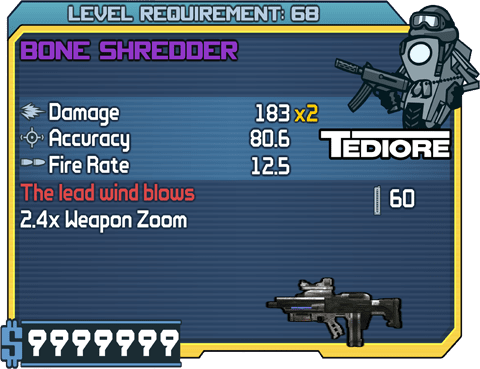 LEVEL REQUIREMENT: 68
BONE SHREDDER
Damage 183 x2
Accuracy 80.6
Fire Rate 12.5
TEDIORE
The lead wind blows
60
2.4x Weapon Zoom
$9999999